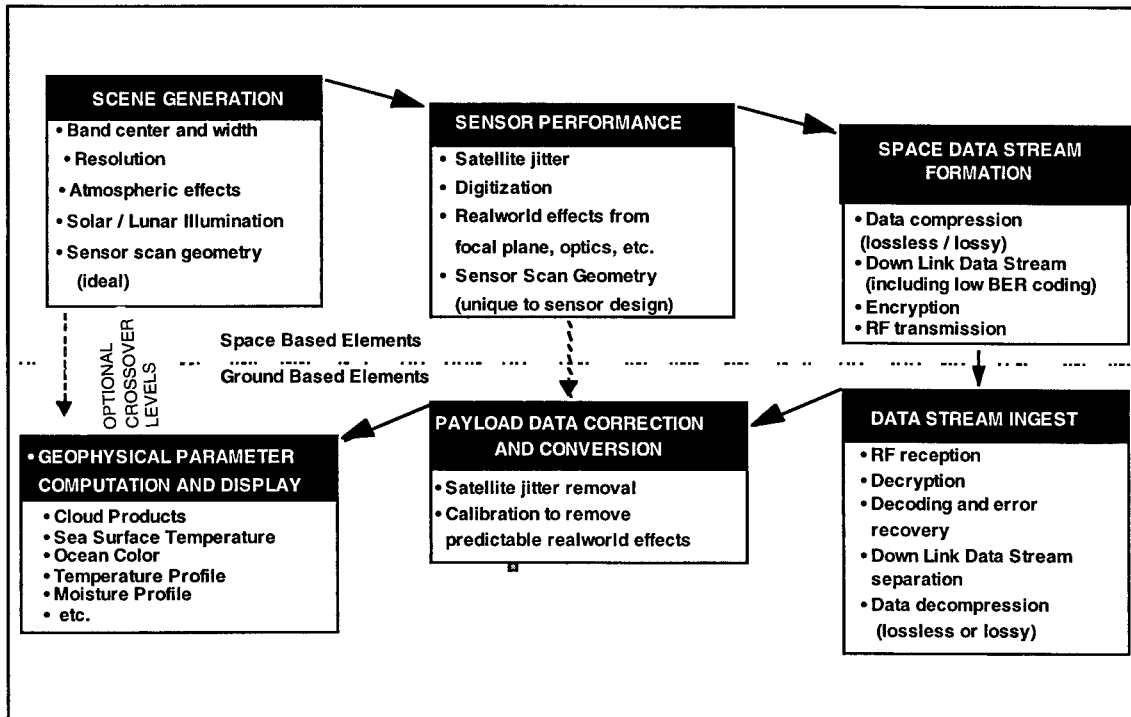 SCENE GENERATION
• Band center and width
• Resolution
• Atmospheric effects
• Solar / Lunar Illumination
• Sensor scan geometry
(ideal)
SENSOR PERFORMANCE
• Satellite jitter
• Digitization
• Realworld effects from
focal plane, optics, etc.
• Sensor Scan Geometry
(unique to sensor design)
SPACE DATA STREAM
FORMATION
• Data compression
(lossless / lossy)
• Down Link Data Stream
(including low BER coding)
• Encryption
• RF transmission
OPTIONAL
CROSSOVER
LEVELS
Space Based Elements
Ground Based Elements
• GEOPHYSICAL PARAMETER
COMPUTATION AND DISPLAY
• Cloud Products
• Sea Surface Temperature
• Ocean Color
• Temperature Profile
• Moisture Profile
• etc.
PAYLOAD DATA CORRECTION
AND CONVERSION
• Satellite jitter removal
• Calibration to remove
predictable realworld effects
DATA STREAM INGEST
• RF reception
• Decryption
• Decoding and error
recovery
• Down Link Data Stream
separation
• Data decompression
(lossless or lossy)